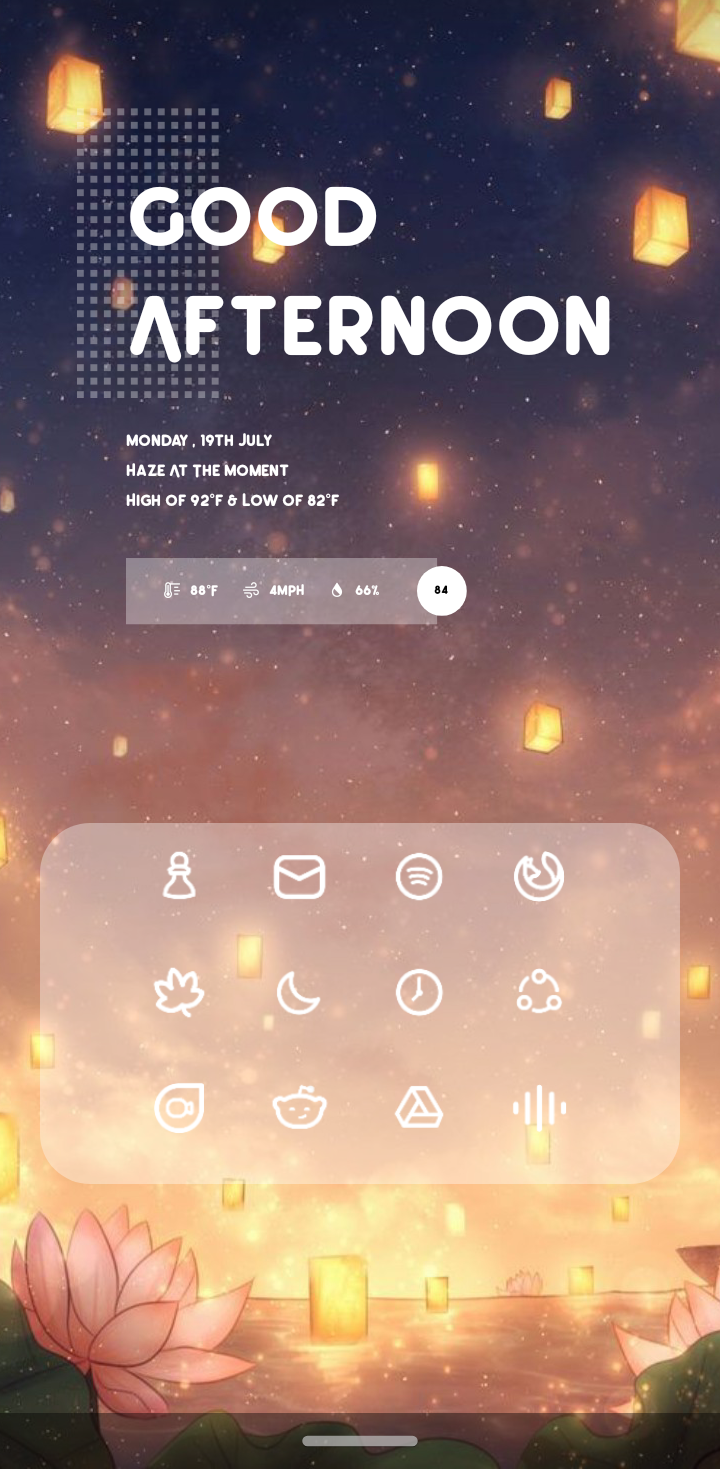 GOOD
AFTERNOON
MONDAY , 19TH JULY
HAZE AT THE MOMENT
HIGH OF 92°F & LOW OF 82°F
88°F 4MPH 66% 84